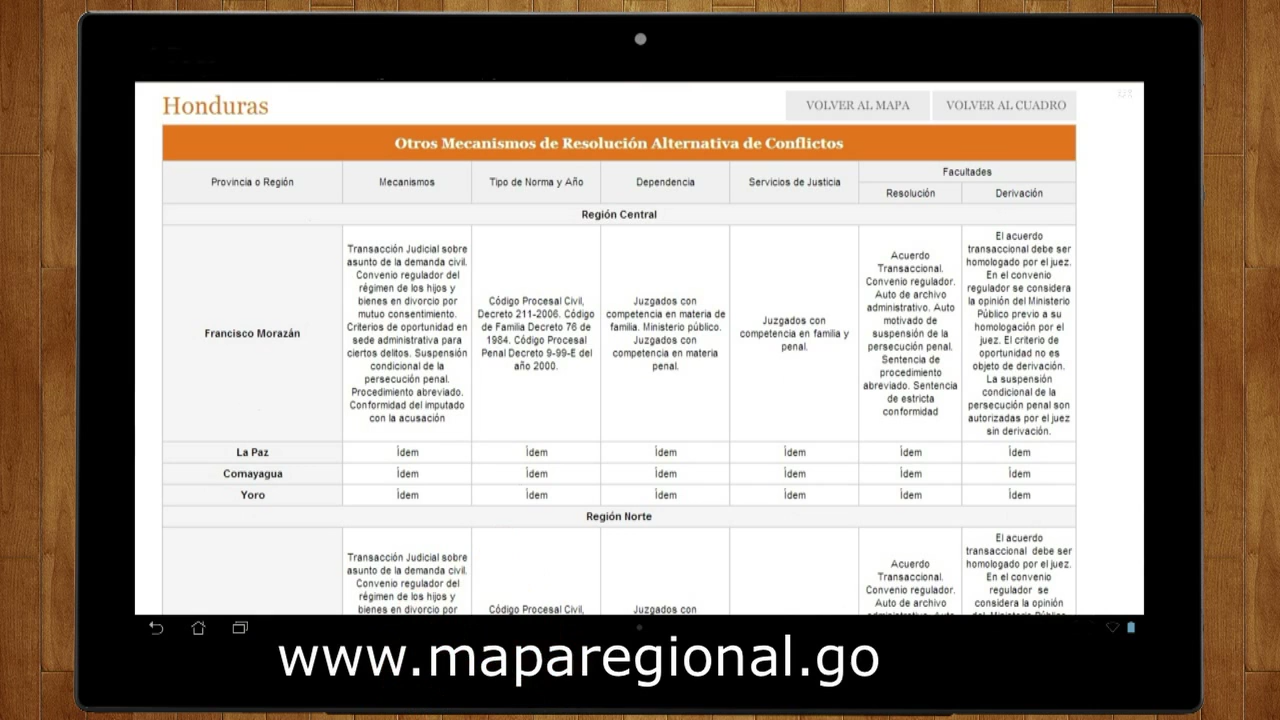 Honduras
VOLVER AL MAPA
VOLVER AL CUADRO
Otros Mecanismos de Resolución Alternativa de Conflictos
Provincia o Región
Mecanismos
Tipo de Norma y Año
Dependencia
Servicios de Justicia
Facultades
Resolución
Derivación
Región Central
Francisco Morazán
Transacción Judicial sobre
asunto de la demanda civil.
Convenio regulador del
régimen de los hijos y
bienes en divorcio por
mutuo consentimiento.
Criterios de oportunidad en
sede administrativa para
ciertos delitos. Suspensión
condicional de la
persecución penal.
Procedimiento abreviado.
Conformidad del imputado
con la acusación
Código Procesal Civil,
Decreto 211-2006. Código
de Familia Decreto 76 de
1984. Código Procesal
Penal Decreto 9-99-E del
año 2000.
Juzgados con
competencia en materia de
familia. Ministerio público.
Juzgados con
competencia en materia
penal.
Juzgados con
competencia en familia y
penal.
Acuerdo
Transaccional.
Convenio regulador.
Auto de archivo
administrativo. Auto
motivado de
suspensión de la
persecución penal.
Sentencia de
procedimiento
abreviado. Sentencia
de estricta
conformidad
El acuerdo
transaccional debe ser
homologado por el juez.
En el convenio
regulador se considera
la opinión del Ministerio
Público previo a su
homologación por el
juez. El criterio de
oportunidad no es
objeto de derivación.
La suspensión
condicional de la
persecución penal son
autorizadas por el juez
sin derivación.
La Paz
Ídem
Ídem
Ídem
Ídem
Ídem
Ídem
Comayagua
Ídem
Ídem
Ídem
Ídem
Ídem
Ídem
Yoro
Ídem
Ídem
Ídem
Ídem
Ídem
Ídem
Región Norte
Transacción Judicial sobre
asunto de la demanda civil.
Convenio regulador del
régimen de los hijos y
bienes en divorcio por
Código Procesal Civil,
Juzgados con
Acuerdo
Transaccional.
Convenio regulador.
Auto de archivo
administrativo. Auto
El acuerdo
transaccional debe ser
homologado por el juez.
En el convenio
regulador se
considera la opinión
del Ministerio Público
www.maparegional.go